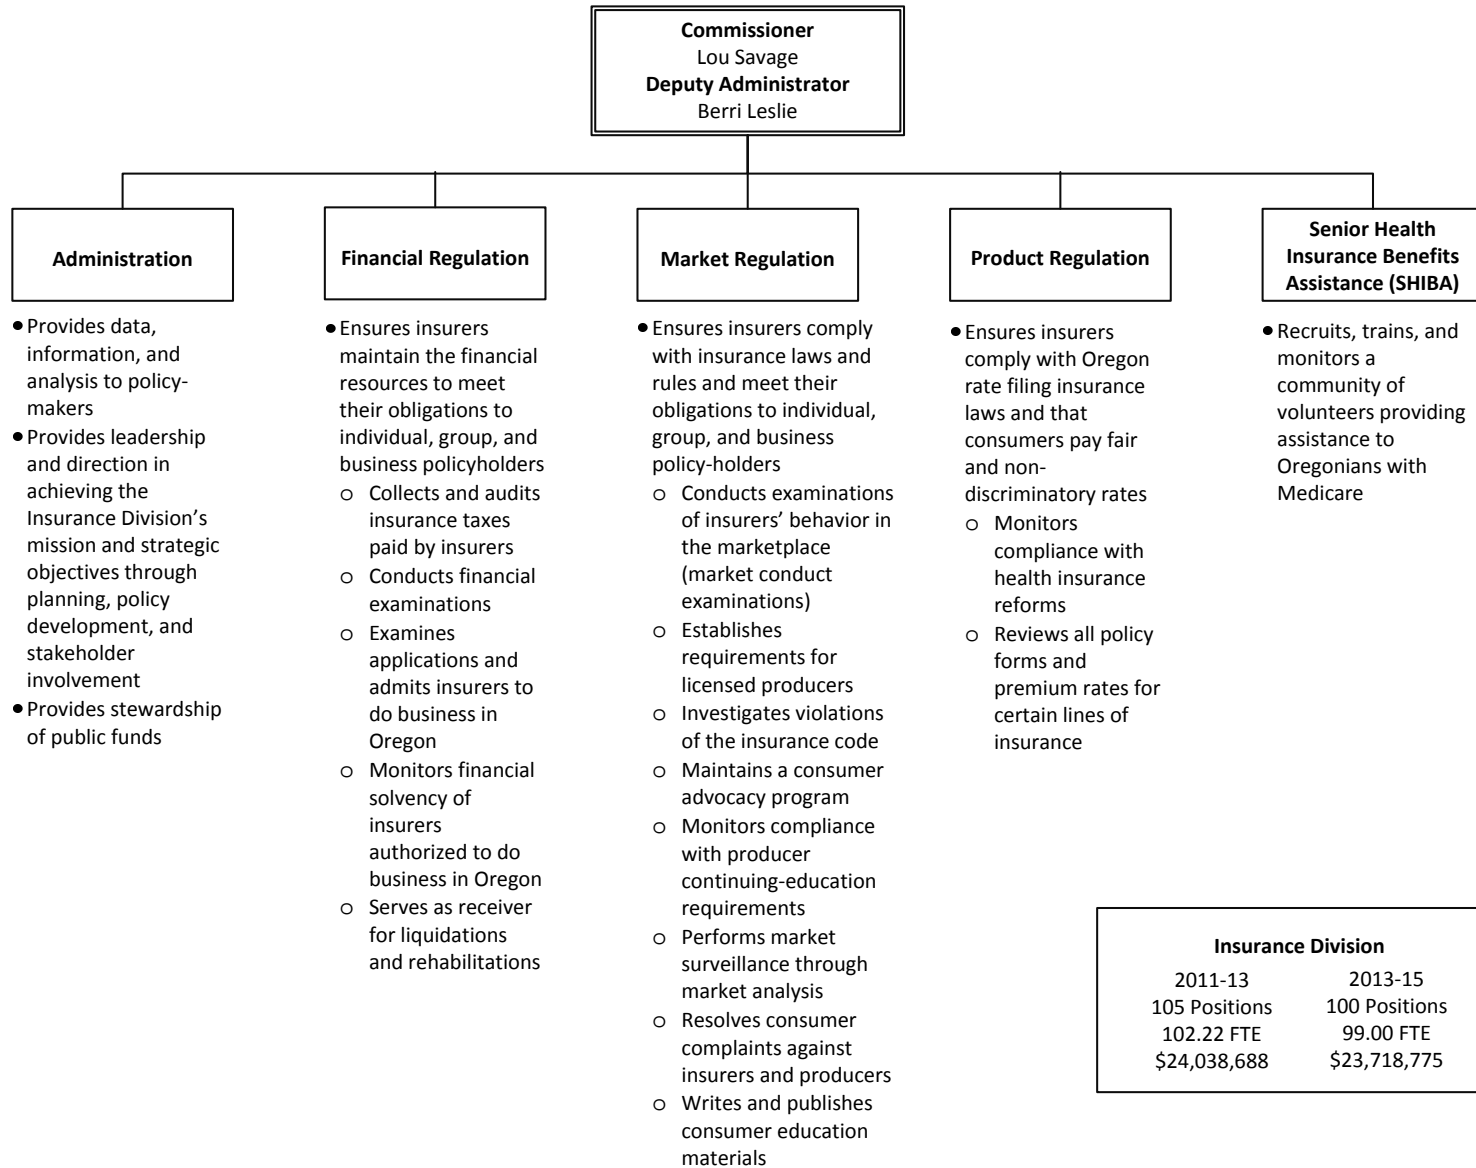 Commissioner
Lou Savage
Deputy Administrator
Berri Leslie
Administration
• Provides data,
information, and
analysis to policy-
makers
• Provides leadership
and direction in
achieving the
Insurance Division’s
mission and strategic
objectives through
planning, policy
development, and
stakeholder
involvement
• Provides stewardship
of public funds
Financial Regulation
• Ensures insurers
maintain the financial
resources to meet
their obligations to
individual, group, and
business policyholders
o Collects and audits
insurance taxes
paid by insurers
o Conducts financial
examinations
o Examines
applications and
admits insurers to
do business in
Oregon
o Monitors financial
solvency of
insurers
authorized to do
business in Oregon
o Serves as receiver
for liquidations
and rehabilitations
Market Regulation
• Ensures insurers comply
with insurance laws and
rules and meet their
obligations to individual,
group, and business
policy-holders
o Conducts examinations
of insurers’ behavior in
the marketplace
(market conduct
examinations)
o Establishes
requirements for
licensed producers
o Investigates violations
of the insurance code
o Maintains a consumer
advocacy program
o Monitors compliance
with producer
continuing-education
requirements
o Performs market
surveillance through
market analysis
o Resolves consumer
complaints against
insurers and producers
o Writes and publishes
consumer education
materials
Product Regulation
• Ensures insurers
comply with Oregon
rate filing insurance
laws and that
consumers pay fair
and non-
discriminatory rates
o Monitors
compliance with
health insurance
reforms
o Reviews all policy
forms and
premium rates for
certain lines of
insurance
Senior Health
Insurance Benefits
Assistance (SHIBA)
• Recruits, trains, and
monitors a
community of
volunteers providing
assistance to
Oregonians with
Medicare
Insurance Division
2011-13 2013-15
105 Positions 100 Positions
102.22 FTE 99.00 FTE
$24,038,688 $23,718,775